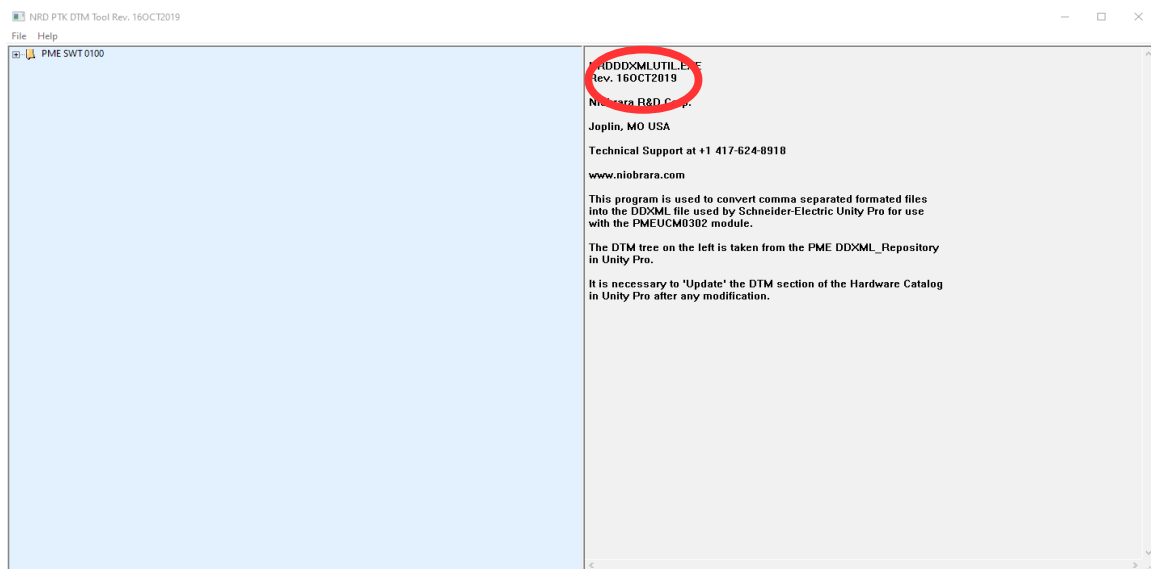 NRD PTK DTM Tool Rev. 16OCT2019
File Help
PME SWT 0100
NRDDDXMLUTIL.EXE
Rev. 16OCT2019
Niobrara R&D Corp.
Joplin, MO USA
Technical Support at +1 417-624-8918
www.niobrara.com
This program is used to convert comma separated formated files
into the DDXML file used by Schneider-Electric Unity Pro for use
with the PMEUCM0302 module.
The DTM tree on the left is taken from the PME DDXML_Repository
in Unity Pro.
It is necessary to 'Update' the DTM section of the Hardware Catalog
in Unity Pro after any modification.